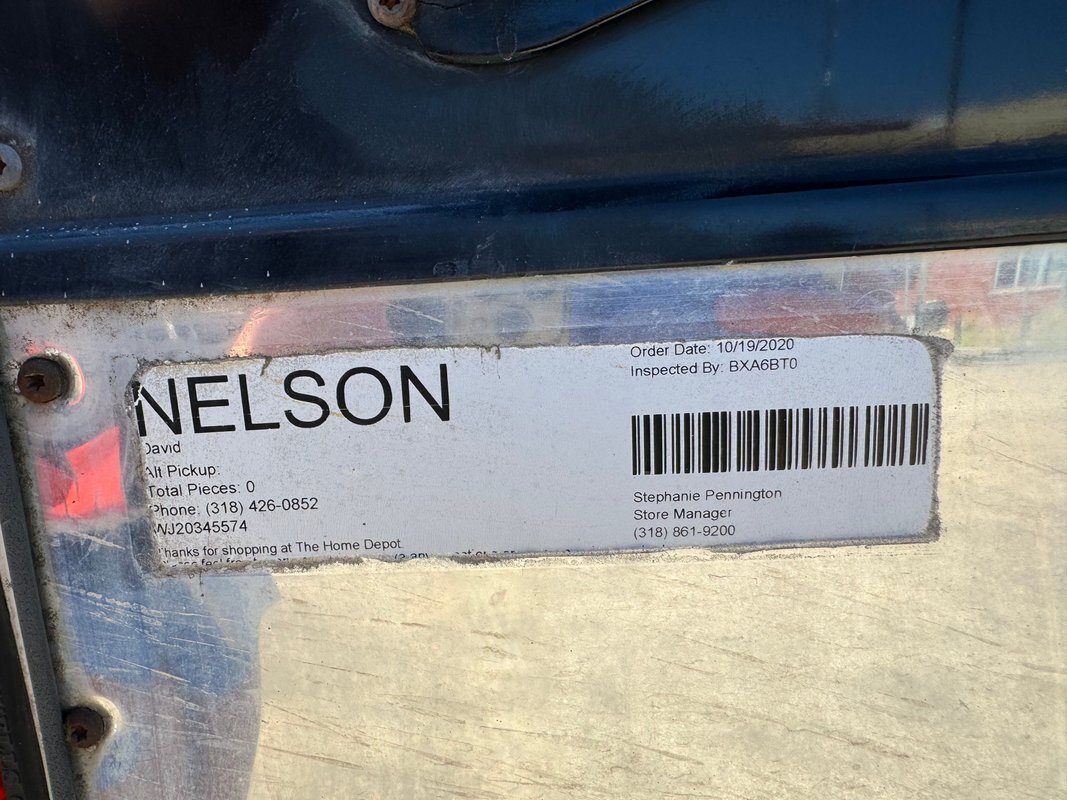 NELSON
David
Alt Pickup:
Total Pieces: 0
Phone: (318) 426-0852
WJ20345574
Thanks for shopping at The Home Depot.
Order Date: 10/19/2020
Inspected By: BXA6BT0
Stephanie Pennington
Store Manager
(318) 861-9200